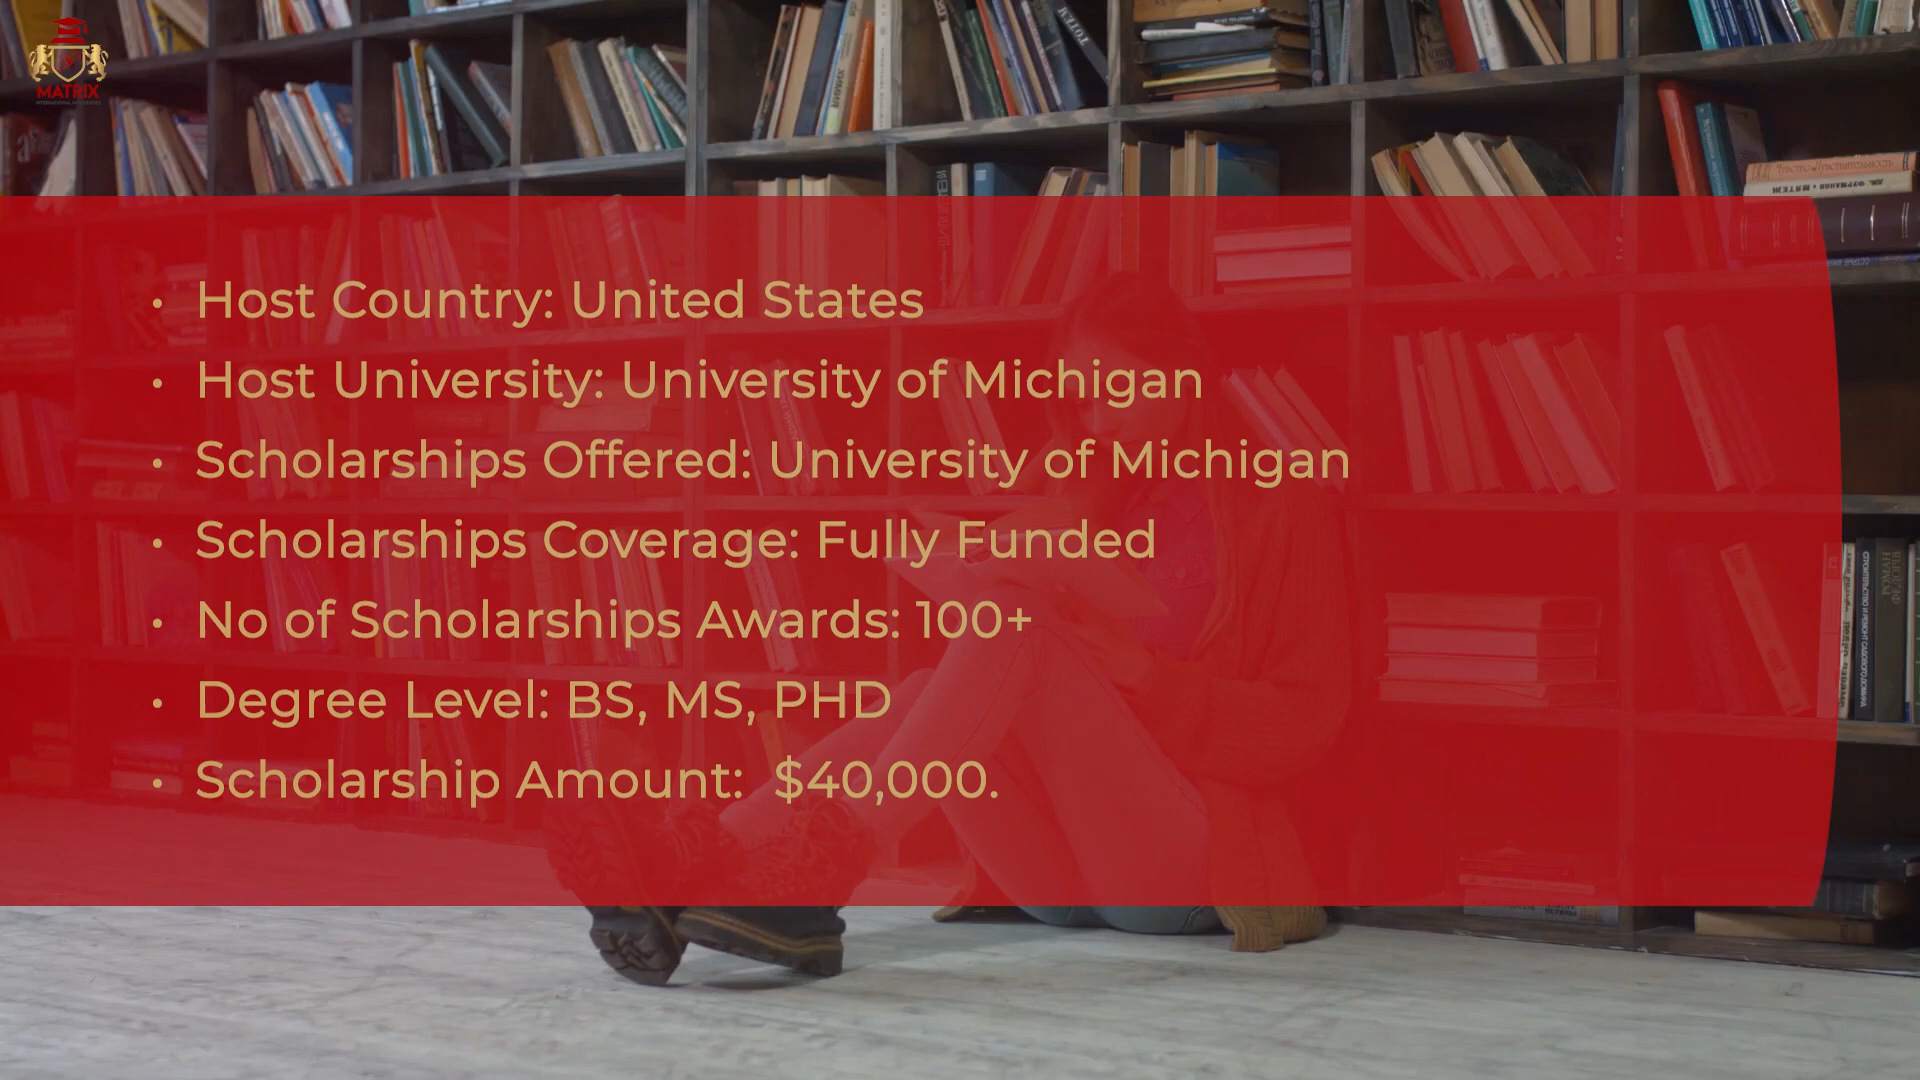 MATRIX
• Host Country: United States
• Host University: University of Michigan
• Scholarships Offered: University of Michigan
• Scholarships Coverage: Fully Funded
• No of Scholarships Awards: 100+
• Degree Level: BS, MS, PHD
• Scholarship Amount: $40,000.